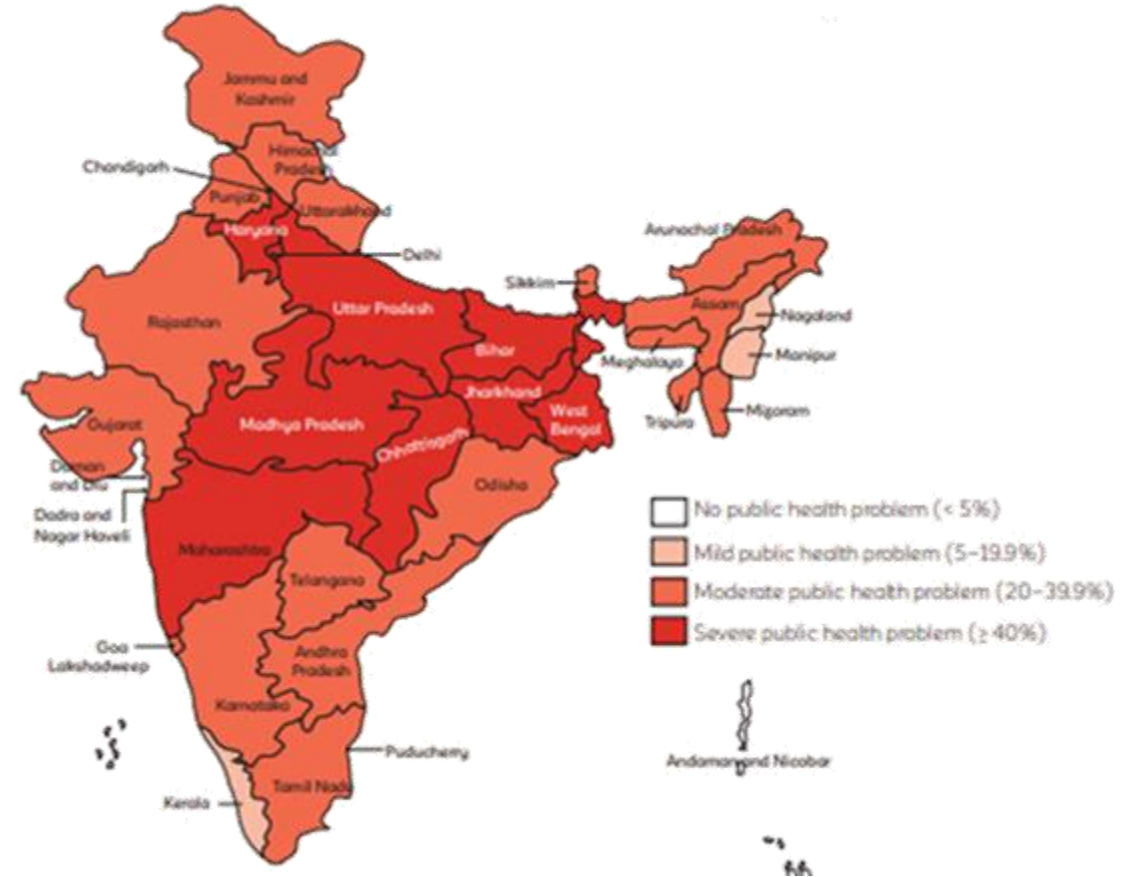 Jammu and
Kashmir
Himachal
Pradesh
Chandigarh
Punjab
Uttarakhand
Haryana
Delhi
Arunachal Pradesh
Sikkim
Uttar Pradesh
Assam
Nagaland
Rajasthan
Bihar
Meghalaya
Manipur
Jharkhand
West
Bengal
Mizoram
Tripura
Gujarat
Madhya Pradesh
Chhattisgarh
Daman
and Diu
Odisha
Dadra and
Nagar Haveli
Maharashtra
Telangana
No public health problem (< 5%)
Mild public health problem (5–19.9%)
Moderate public health problem (20–39.9%)
Severe public health problem (≥ 40%)
Goa
Lakshadweep
Andhra
Pradesh
Karnataka
Puducherry
Andaman and Nicobar
Tamil Nadu
Kerala